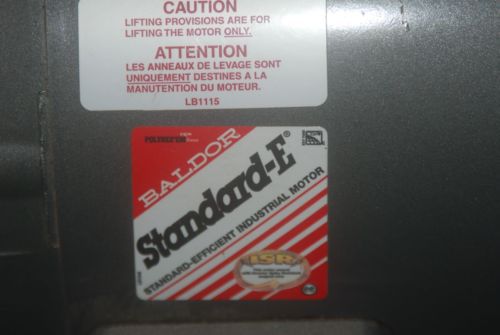 CAUTION
LIFTING PROVISIONS ARE FOR
LIFTING THE MOTOR ONLY.
ATTENTION
LES ANNEAUX DE LEVAGE SONT
UNIQUEMENT DESTINES A LA
MANUTENTION DU MOTEUR.
LB1115
BALDOR
Standard-E®
STANDARD-EFFICIENT INDUSTRIAL MOTOR
ISR